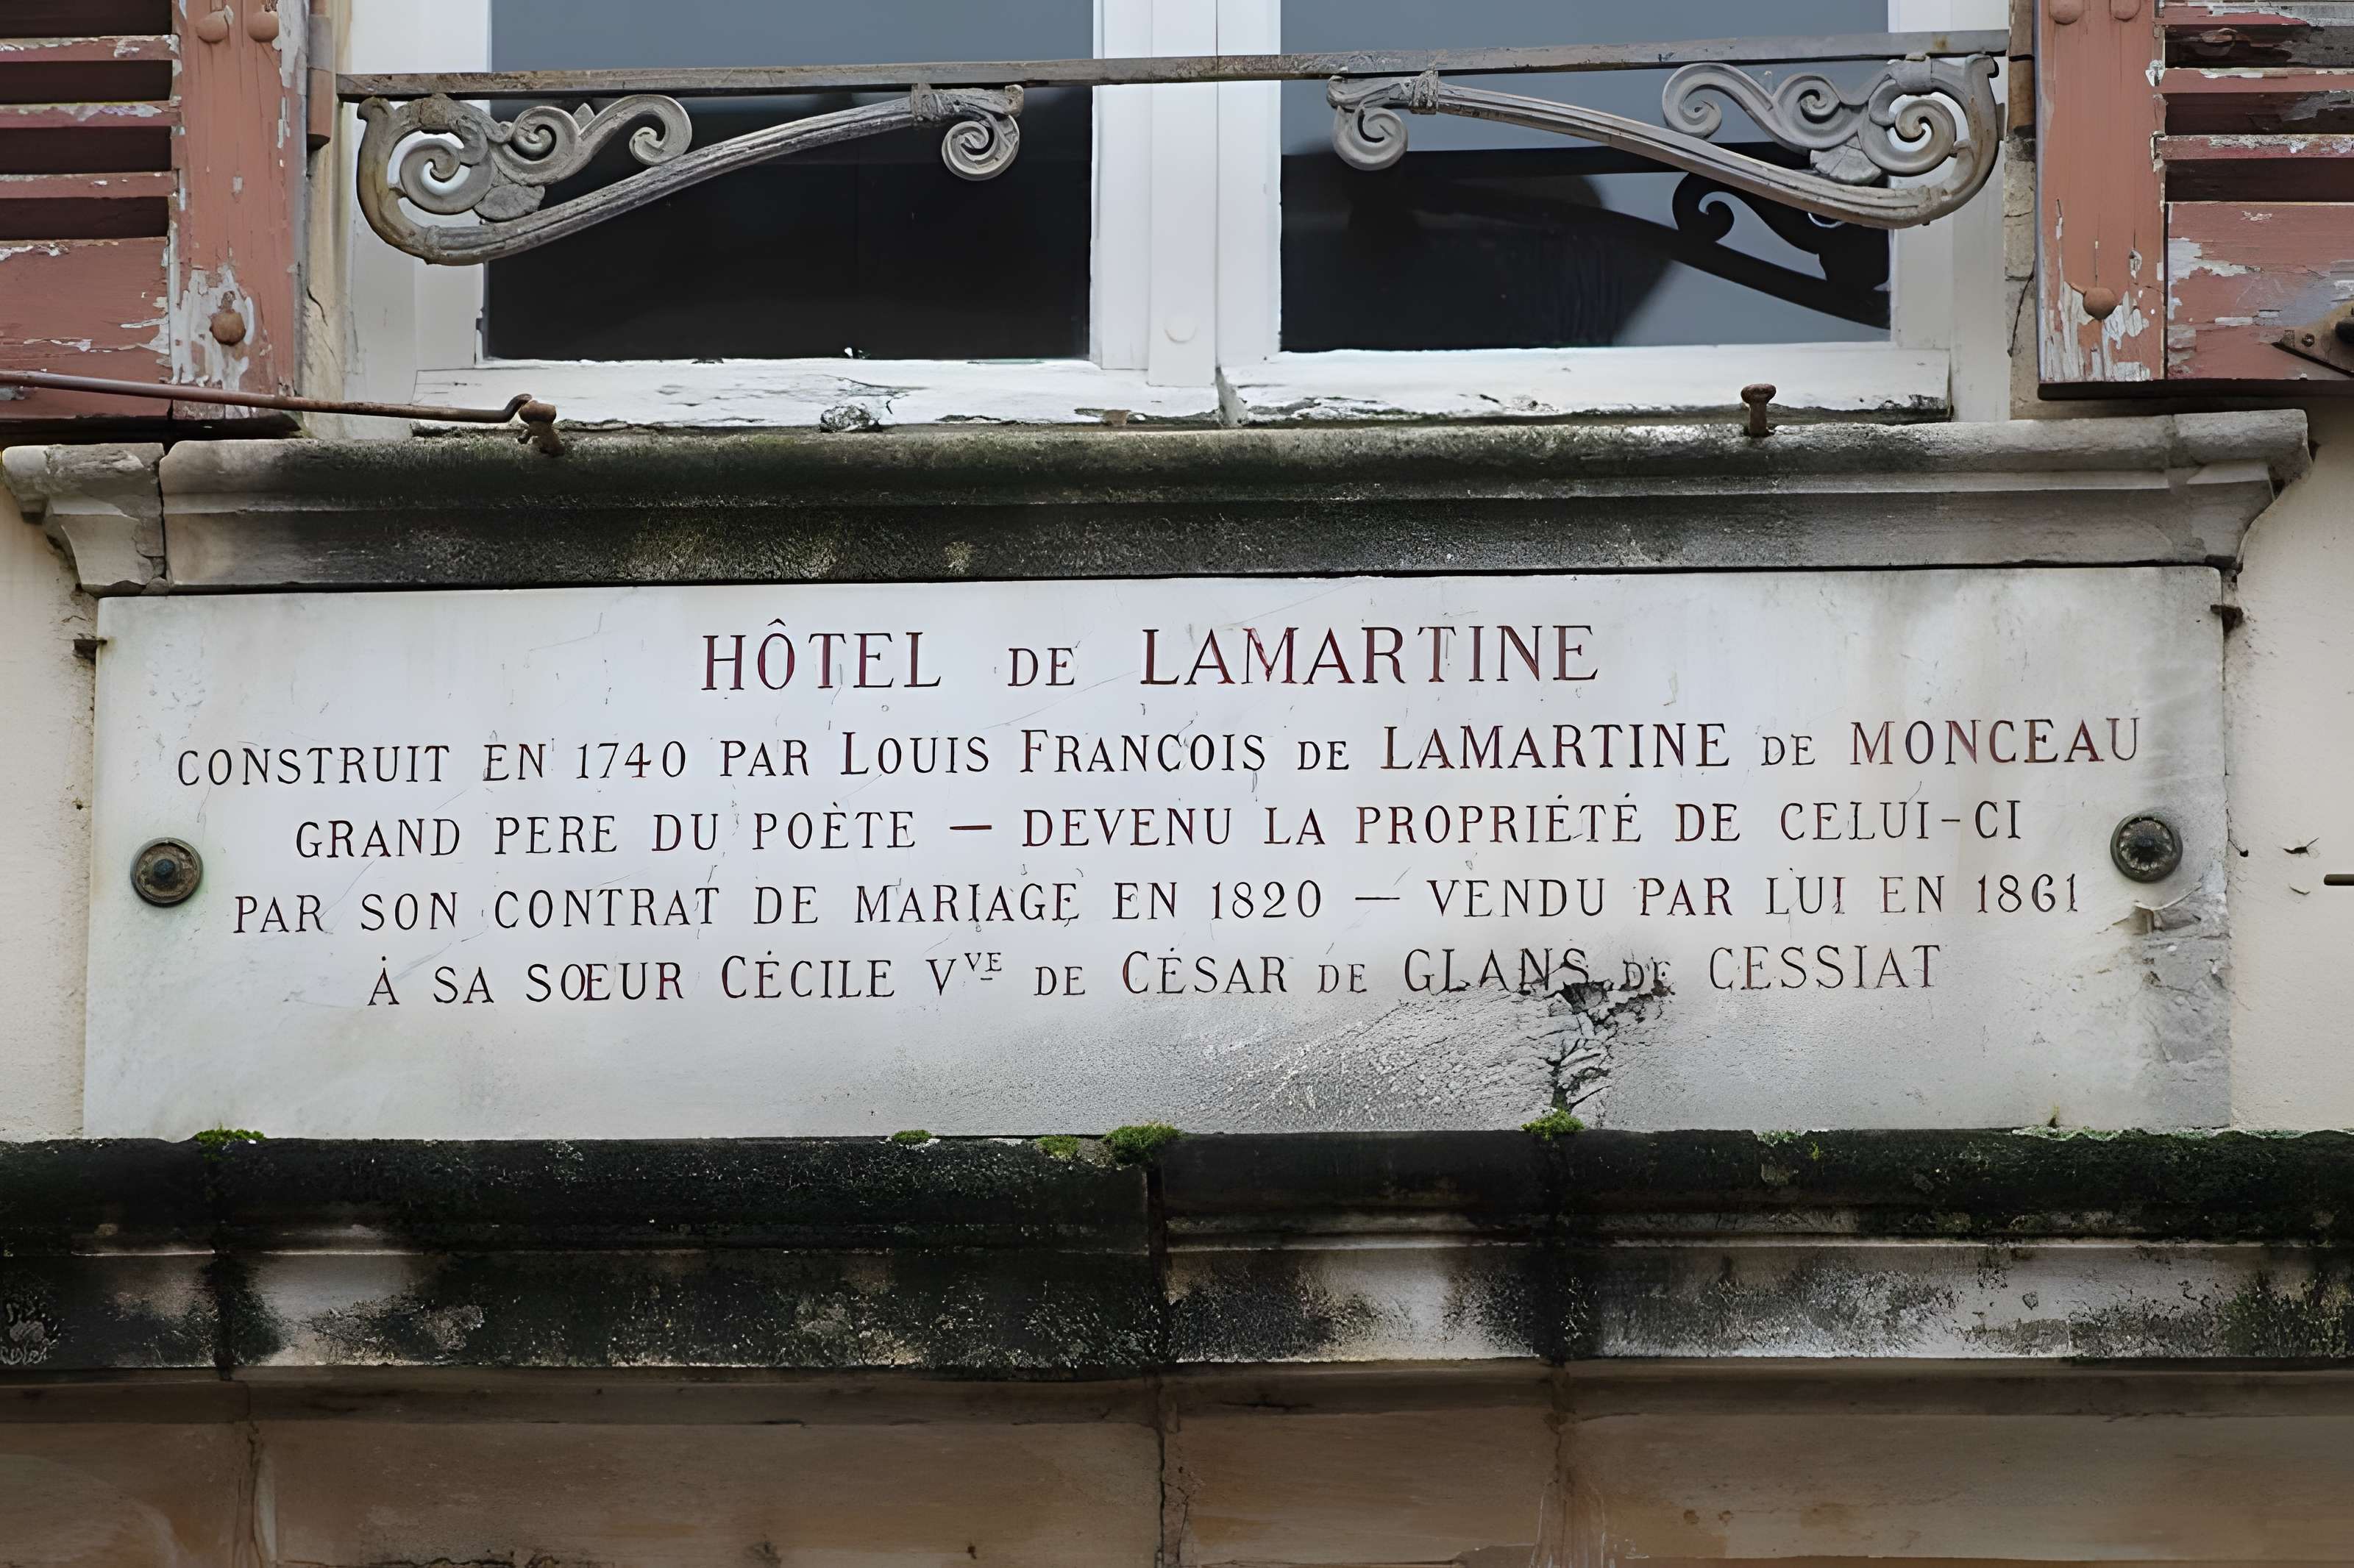 HÔTEL DE LAMARTINE
CONSTRUIT EN 1740 PAR LOUIS FRANÇOIS DE LAMARTINE DE MONCEAU
GRAND PERE DU POÈTE — DEVENU LA PROPRIÉTÉ DE CELUI-CI
PAR SON CONTRAT DE MARIAGE EN 1820 — VENDU PAR LUI EN 1861
À SA SŒUR CÉCILE VVE DE CÉSAR DE GLANS DE CESSIAT